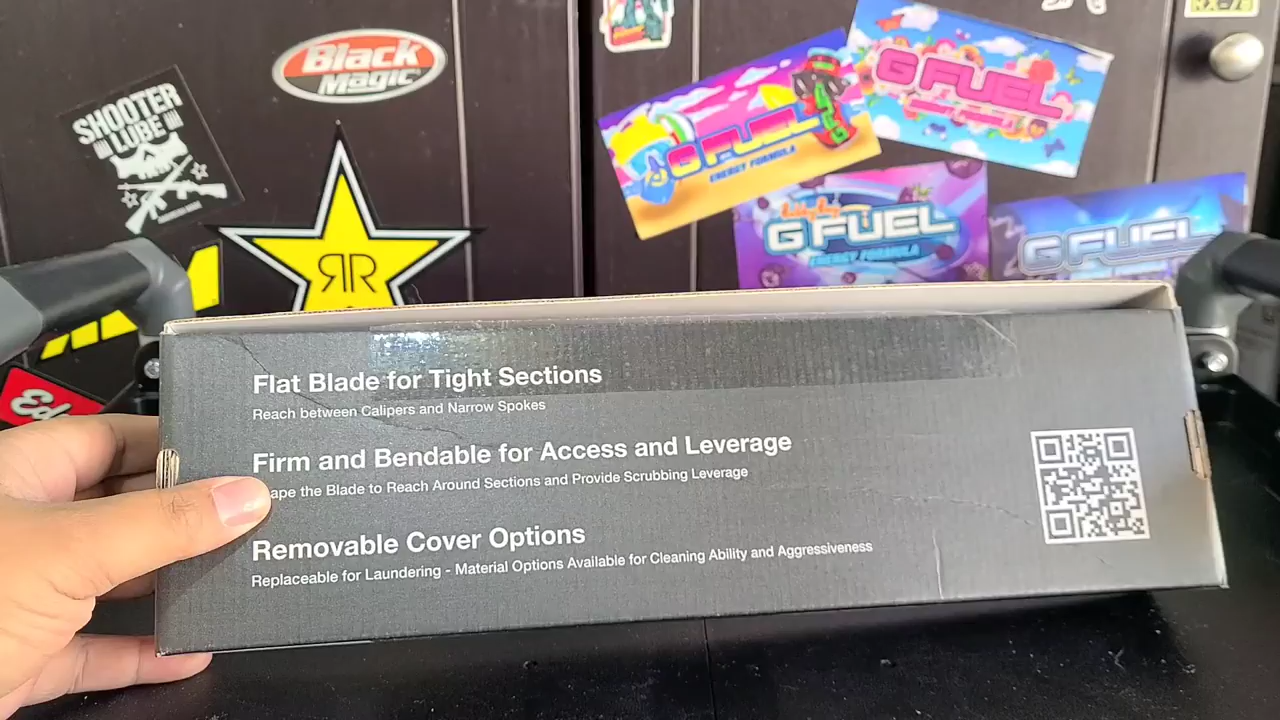 RX-78
Black
Magic
SHOOTER
LUBE
G FUEL
ENERGY FORMULA
G FUEL
G FUEL
ENERGY FORMULA
G FUEL
RR
Flat Blade for Tight Sections
Reach between Calipers and Narrow Spokes
Firm and Bendable for Access and Leverage
ape the Blade to Reach Around Sections and Provide Scrubbing Leverage
Removable Cover Options
Replaceable for Laundering - Material Options Available for Cleaning Ability and Aggressiveness